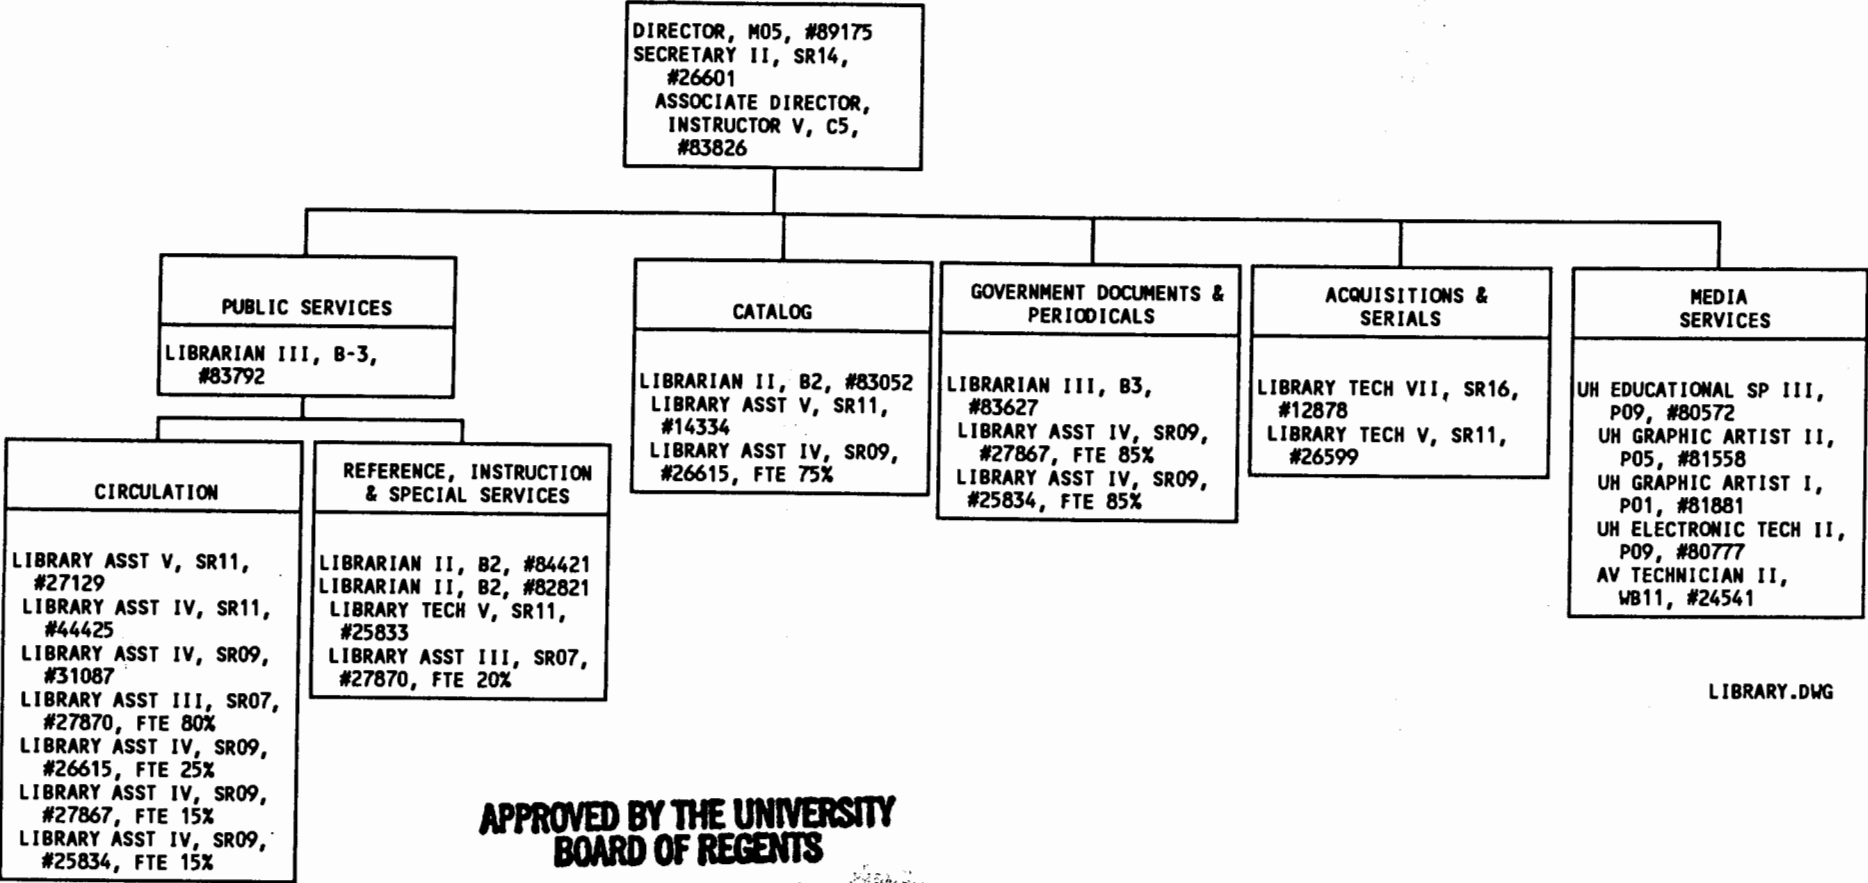 DIRECTOR, M05, #89175
SECRETARY II, SR14,
#26601
ASSOCIATE DIRECTOR,
INSTRUCTOR V, C5,
#83826
PUBLIC SERVICES
LIBRARIAN III, B-3,
#83792
CIRCULATION
LIBRARY ASST V, SR11,
#27129
LIBRARY ASST IV, SR11,
#44425
LIBRARY ASST IV, SR09,
#31087
LIBRARY ASST III, SR07,
#27870, FTE 80%
LIBRARY ASST IV, SR09,
#26615, FTE 25%
LIBRARY ASST IV, SR09,
#27867, FTE 15%
LIBRARY ASST IV, SR09,
#25834, FTE 15%
REFERENCE, INSTRUCTION
& SPECIAL SERVICES
LIBRARIAN II, B2, #84421
LIBRARIAN II, B2, #82821
LIBRARY TECH V, SR11,
#25833
LIBRARY ASST III, SR07,
#27870, FTE 20%
CATALOG
LIBRARIAN II, B2, #83052
LIBRARY ASST V, SR11,
#14334
LIBRARY ASST IV, SR09,
#26615, FTE 75%
GOVERNMENT DOCUMENTS &
PERIODICALS
LIBRARIAN III, B3,
#83627
LIBRARY ASST IV, SR09,
#27867, FTE 85%
LIBRARY ASST IV, SR09,
#25834, FTE 85%
ACQUISITIONS &
SERIALS
LIBRARY TECH VII, SR16,
#12878
LIBRARY TECH V, SR11,
#26599
MEDIA
SERVICES
UH EDUCATIONAL SP III,
P09, #80572
UH GRAPHIC ARTIST II,
P05, #81558
UH GRAPHIC ARTIST I,
P01, #81881
UH ELECTRONIC TECH II,
P09, #80777
AV TECHNICIAN II,
WB11, #24541
LIBRARY.DWG
APPROVED BY THE UNIVERSITY
BOARD OF REGENTS